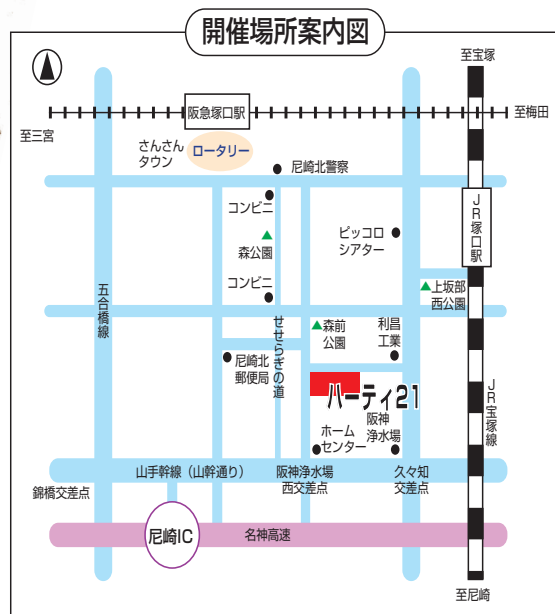 開催場所案内図
至宝塚
阪急塚口駅
至梅田
至三宮
さんさん
タウン
ロータリー
尼崎北警察
コンビニ
JR塚口駅
ピッコロ
シアター
森公園
コンビニ
上坂部
西公園
五合橋線
せせらぎの道
森前
公園
利昌
工業
尼崎北
郵便局
ハーティ21
JR宝塚線
ホーム
センター
阪神
浄水場
山手幹線（山幹通り）
阪神浄水場
西交差点
久々知
交差点
錦橋交差点
尼崎IC
名神高速
至尼崎